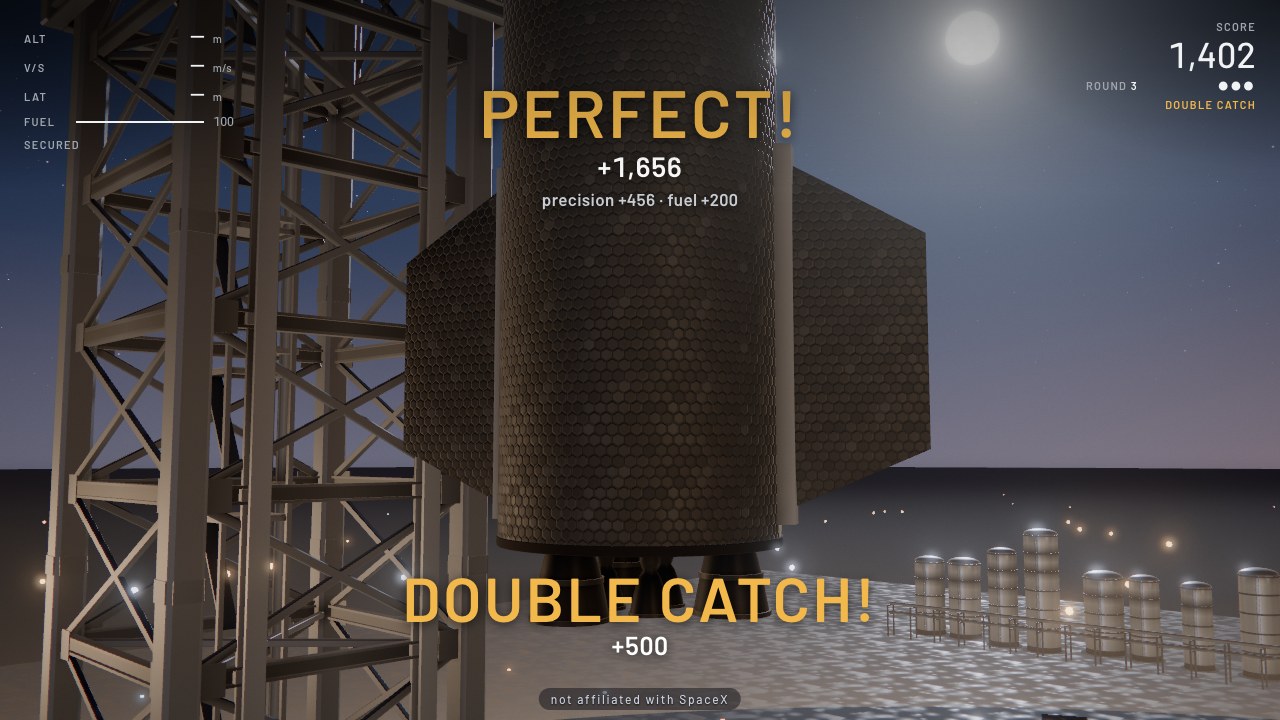 ALT — m
V/S — m/s
LAT — m
FUEL 100
SECURED
SCORE
1,402
ROUND 3
DOUBLE CATCH
PERFECT!
+1,656
precision +456 · fuel +200
DOUBLE CATCH!
+500
not affiliated with SpaceX